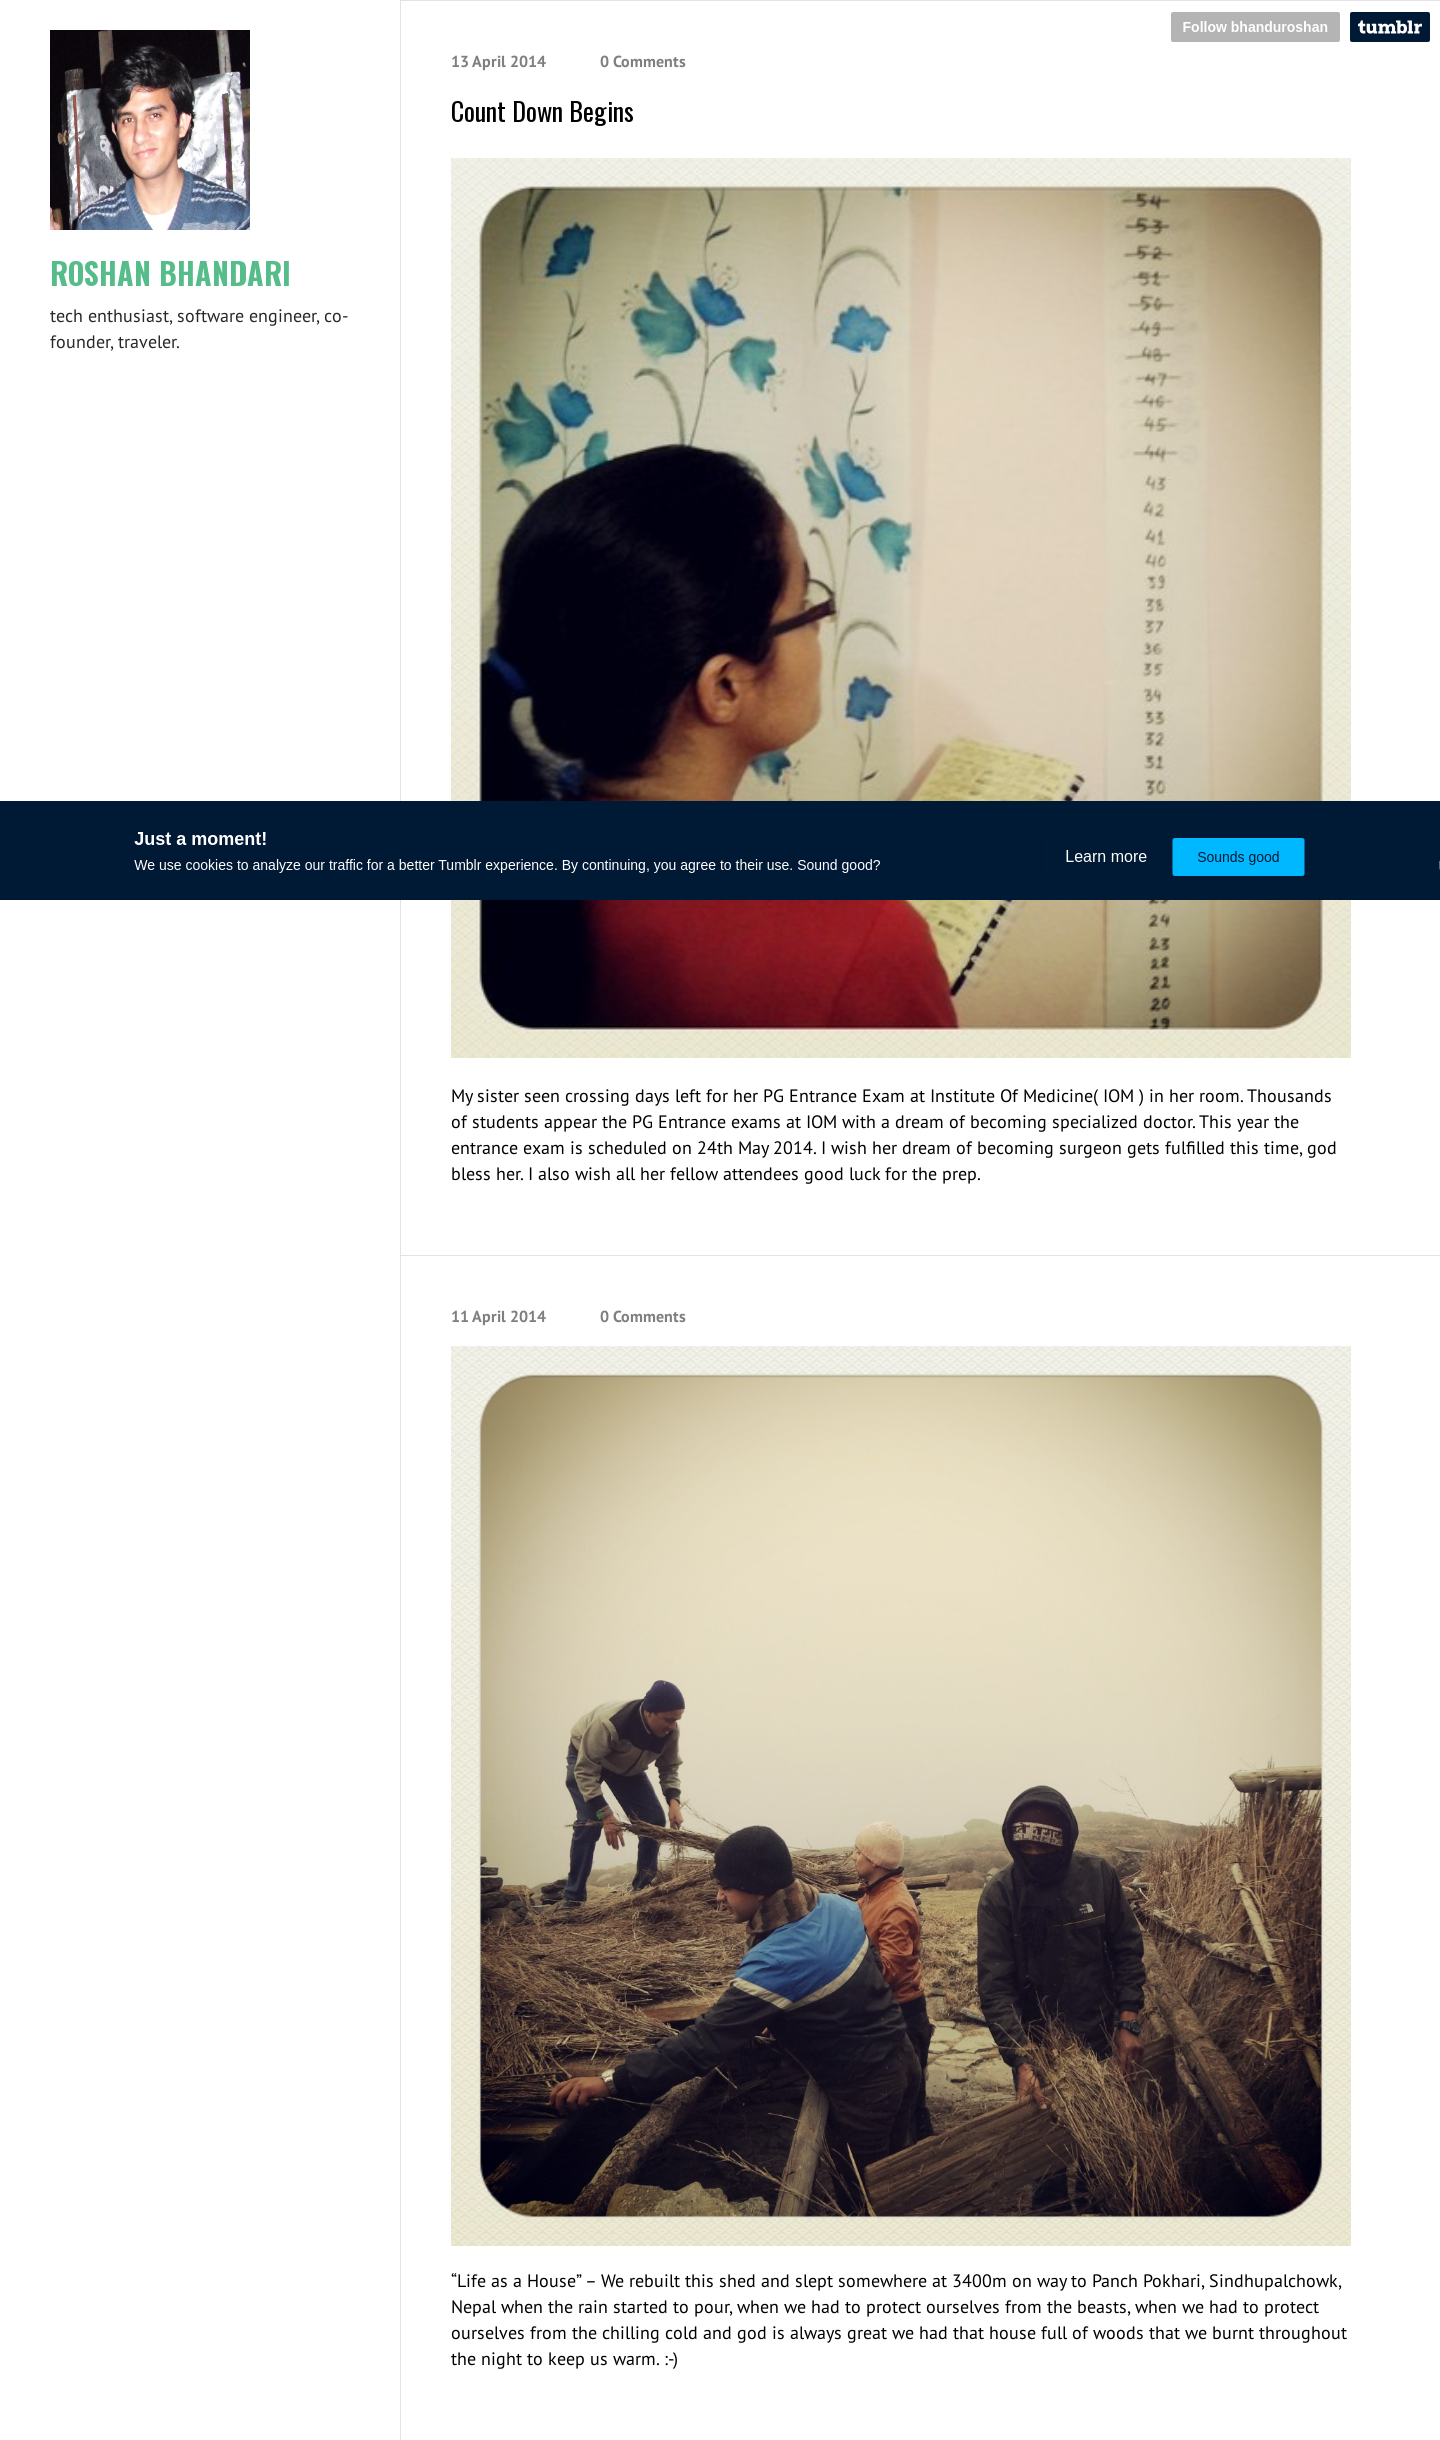 Follow bhanduroshan
tumblr
ROSHAN BHANDARI
tech enthusiast, software engineer, co-
founder, traveler.
13 April 2014 0 Comments
Count Down Begins
54
53
52
51
50
49
48
47
46
45
44
43
42
41
40
39
38
37
36
35
34
33
32
31
30
Just a moment!
We use cookies to analyze our traffic for a better Tumblr experience. By continuing, you agree to their use. Sound good?
Learn more
Sounds good
24
23
22
21
20
19
My sister seen crossing days left for her PG Entrance Exam at Institute Of Medicine( IOM ) in her room. Thousands
of students appear the PG Entrance exams at IOM with a dream of becoming specialized doctor. This year the
entrance exam is scheduled on 24th May 2014. I wish her dream of becoming surgeon gets fulfilled this time, god
bless her. I also wish all her fellow attendees good luck for the prep.
11 April 2014 0 Comments
“Life as a House” – We rebuilt this shed and slept somewhere at 3400m on way to Panch Pokhari, Sindhupalchowk,
Nepal when the rain started to pour, when we had to protect ourselves from the beasts, when we had to protect
ourselves from the chilling cold and god is always great we had that house full of woods that we burnt throughout
the night to keep us warm. :-)